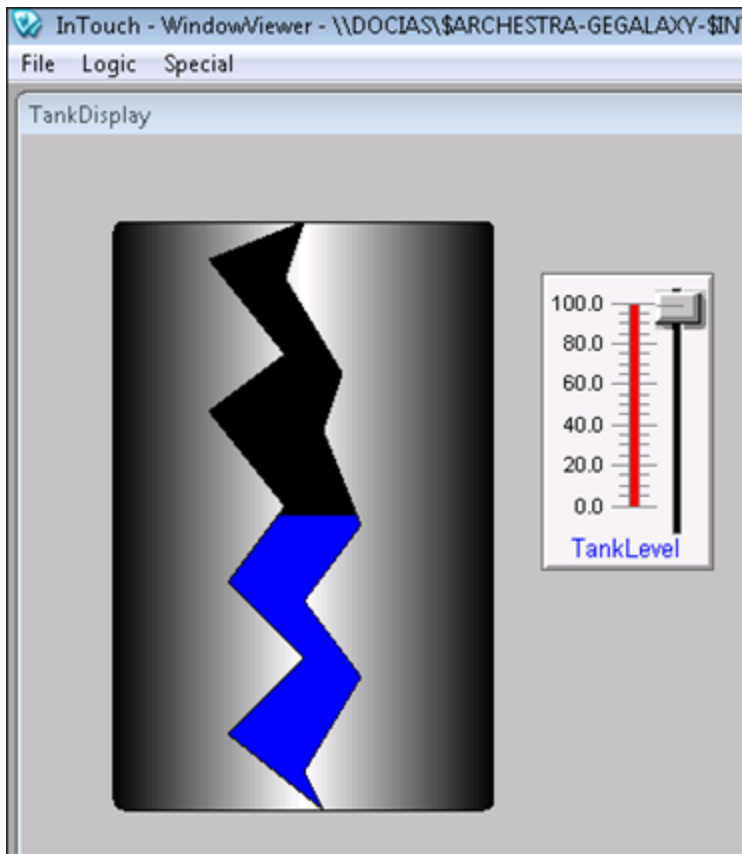 InTouch - WindowViewer - \\DOCIAS\$ARCHESTRA-GEGALAXY-$IN
File Logic Special
TankDisplay
100.0
80.0
60.0
40.0
20.0
0.0
TankLevel